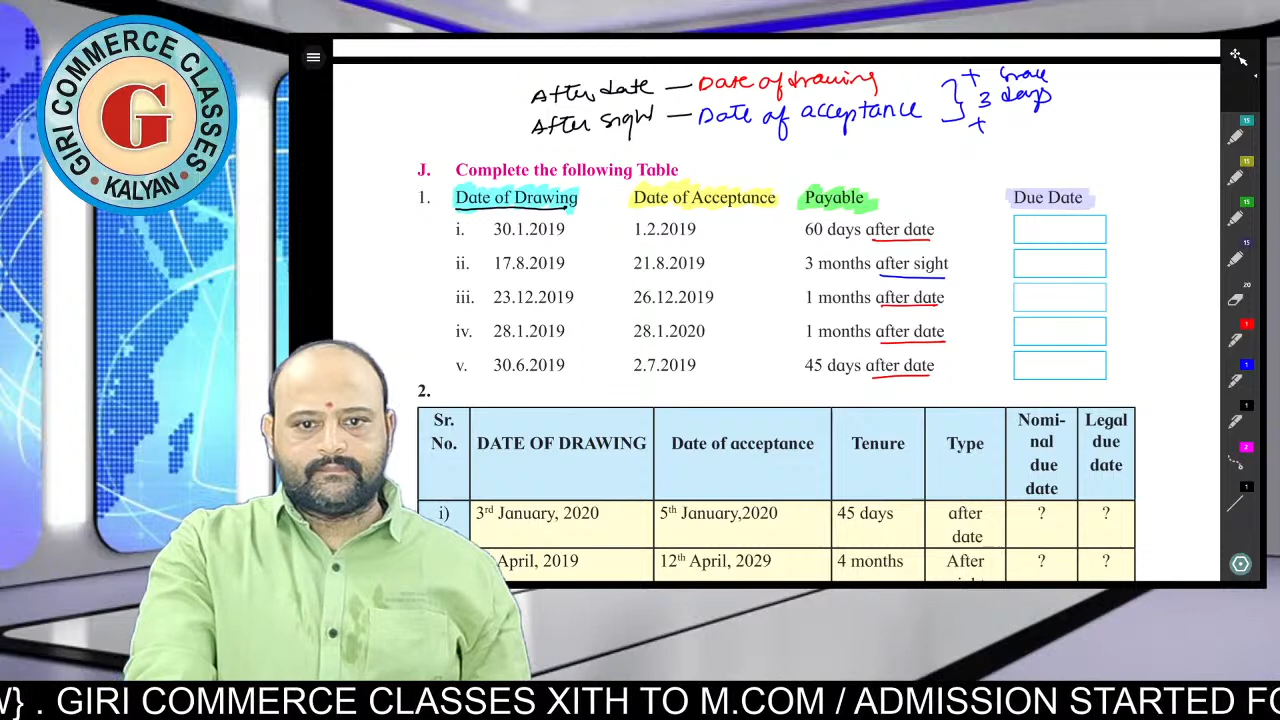 GIRI COMMERCE CLASSES
G
• KALYAN •
After date — Date of drawing
After Sight — Date of acceptance
+ Grace
3 days
+
J. Complete the following Table
1. Date of Drawing Date of Acceptance Payable Due Date
i. 30.1.2019 1.2.2019 60 days after date
ii. 17.8.2019 21.8.2019 3 months after sight
iii. 23.12.2019 26.12.2019 1 months after date
iv. 28.1.2019 28.1.2020 1 months after date
v. 30.6.2019 2.7.2019 45 days after date
2.
Sr. No. DATE OF DRAWING Date of acceptance Tenure Type Nomi-nal due date Legal due date
i) 3rd January, 2020 5th January,2020 45 days after date ? ?
April, 2019 12th April, 2029 4 months After ? ?
W} . GIRI COMMERCE CLASSES XITH TO M.COM / ADMISSION STARTED FO